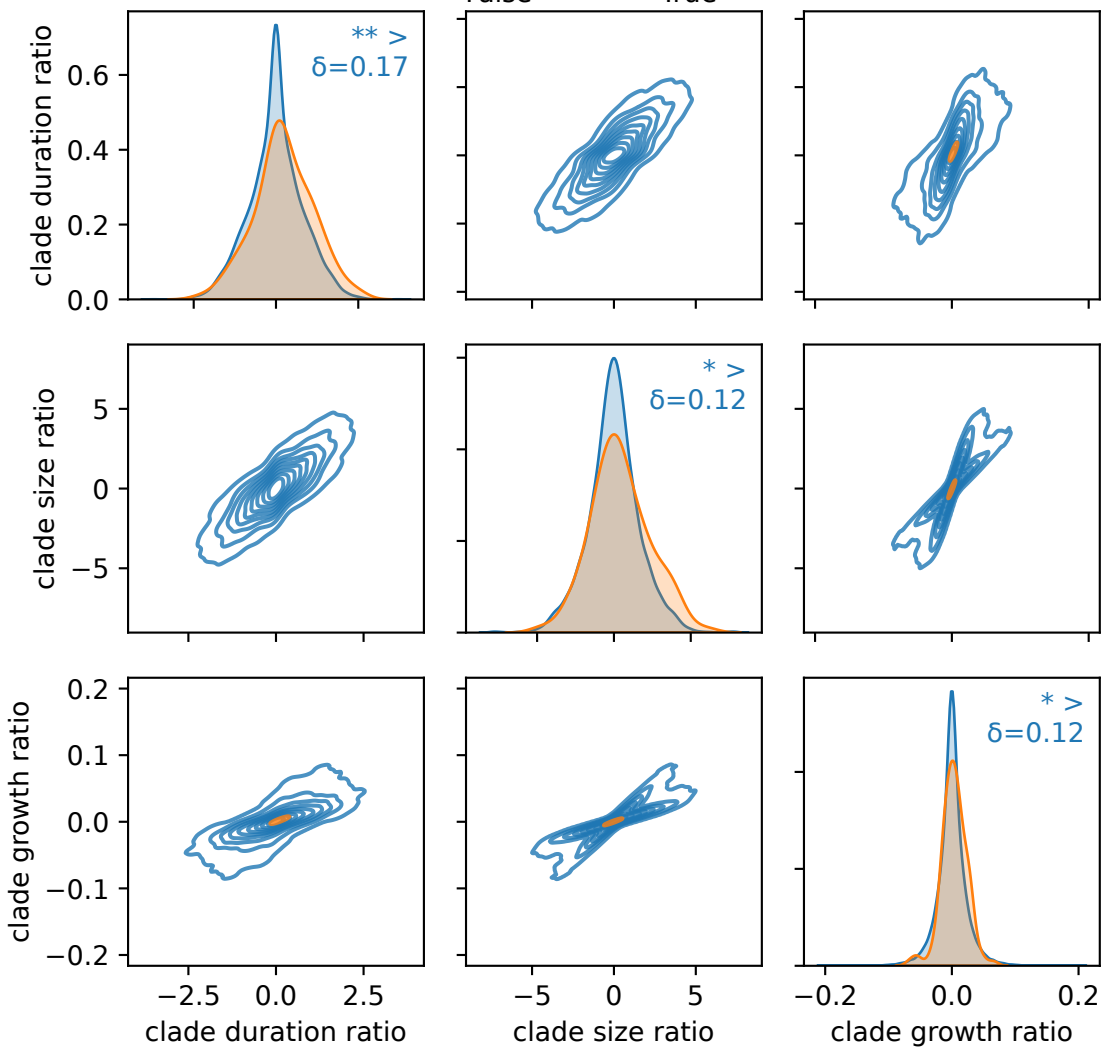 True
clade duration ratio
0.6
0.4
0.2
0.0
** >
δ=0.17
clade size ratio
5
0
−5
* >
δ=0.12
clade growth ratio
0.2
0.1
0.0
−0.1
−0.2
* >
δ=0.12
−2.5 0.0 2.5
−5 0 5
−0.2 0.0 0.2
clade duration ratio
clade size ratio
clade growth ratio